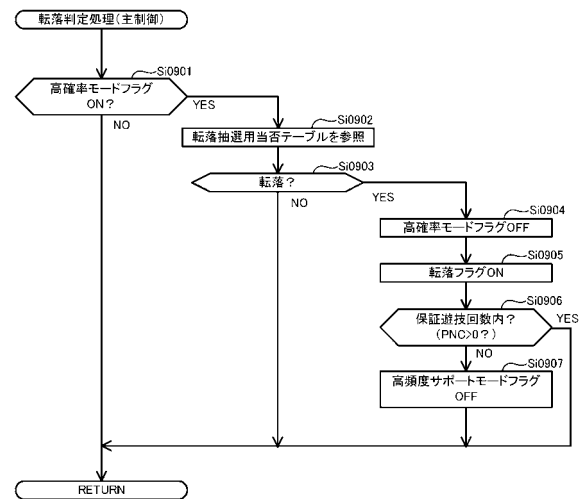 転落判定処理(主制御)
Si0901
高確率モードフラグ
ON?
YES
NO
Si0902
転落抽選用当否テーブルを参照
Si0903
転落?
YES
NO
Si0904
高確率モードフラグOFF
Si0905
転落フラグON
Si0906
保証遊技回数内?
(PNC>0?)
YES
NO
Si0907
高頻度サポートモードフラグ
OFF
RETURN